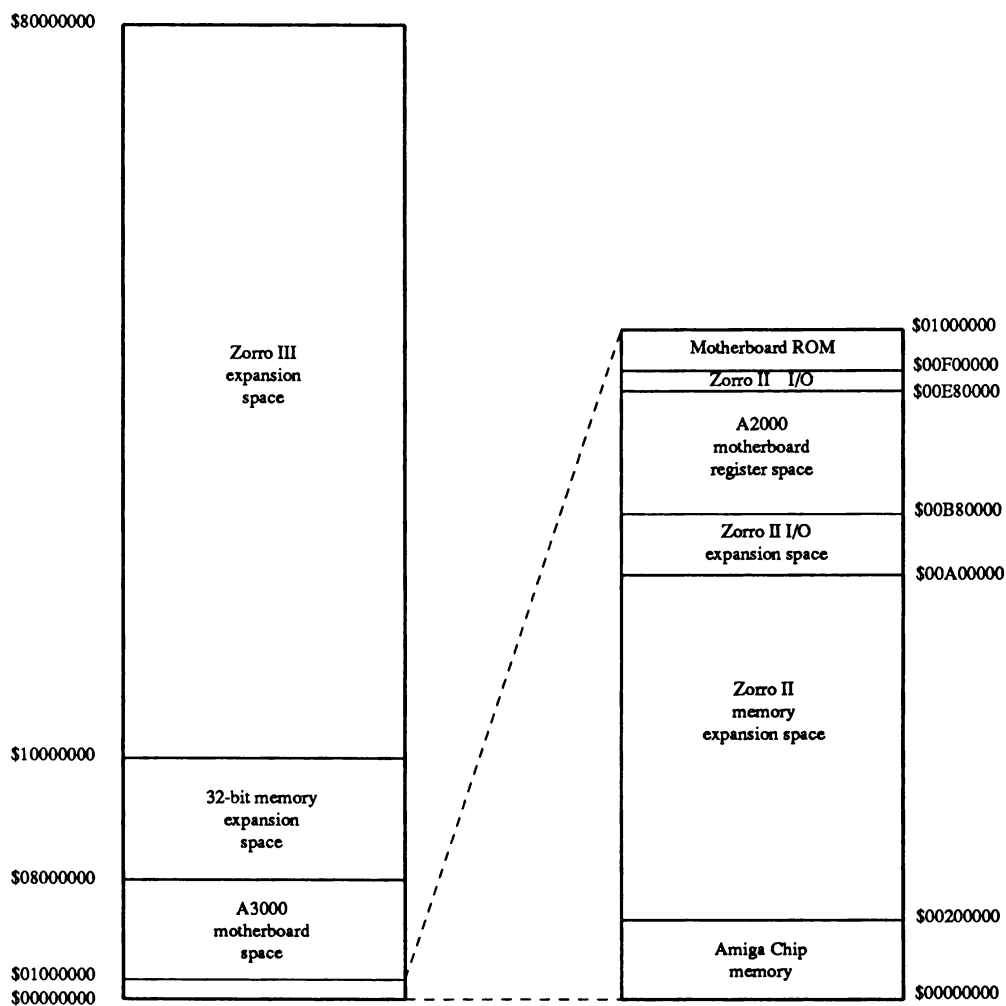 $80000000
Zorro III
expansion
space
$10000000
32-bit memory
expansion
space
$08000000
A3000
motherboard
space
$01000000
$00000000
$01000000
Motherboard ROM
$00F00000
Zorro II I/O
$00E80000
A2000
motherboard
register space
$00B80000
Zorro II I/O
expansion space
$00A00000
Zorro II
memory
expansion space
$00200000
Amiga Chip
memory
$00000000